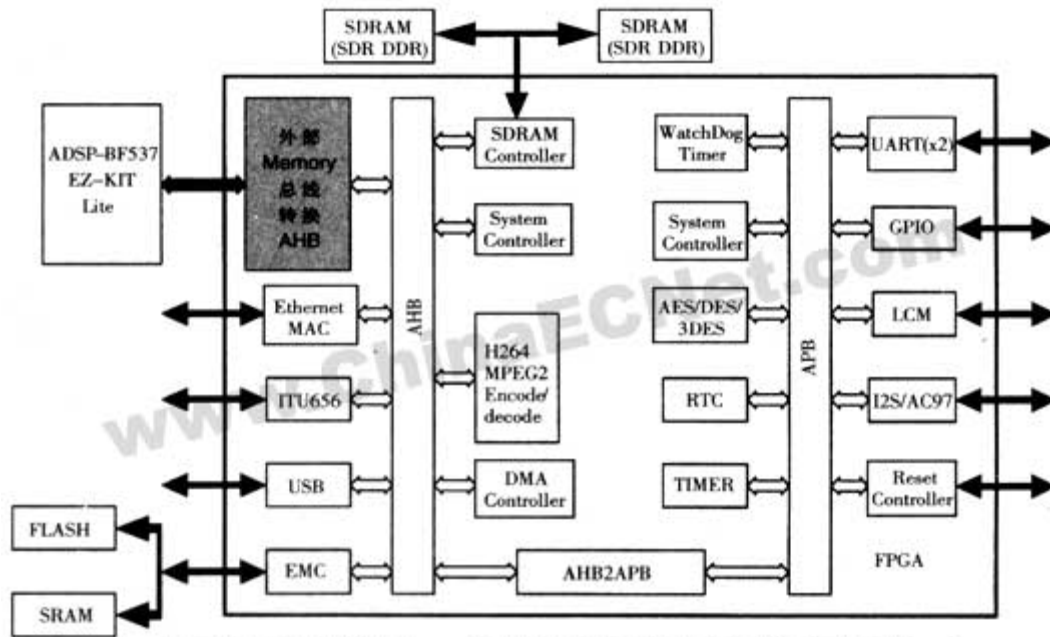 SDRAM
(SDR DDR)
SDRAM
(SDR DDR)
ADSP-BF537
EZ-KIT
Lite
外部
Memory
总线
转换
AHB
SDRAM
Controller
WatchDog
Timer
UART(x2)
System
Controller
System
Controller
GPIO
Ethernet
MAC
AHB
H264
MPEG2
Encode/
decode
AES/DES/
3DES
APB
LCM
ITU656
RTC
I2S/AC97
USB
DMA
Controller
TIMER
Reset
Controller
FLASH
EMC
AHB2APB
FPGA
SRAM
www.ChinaECNet.com